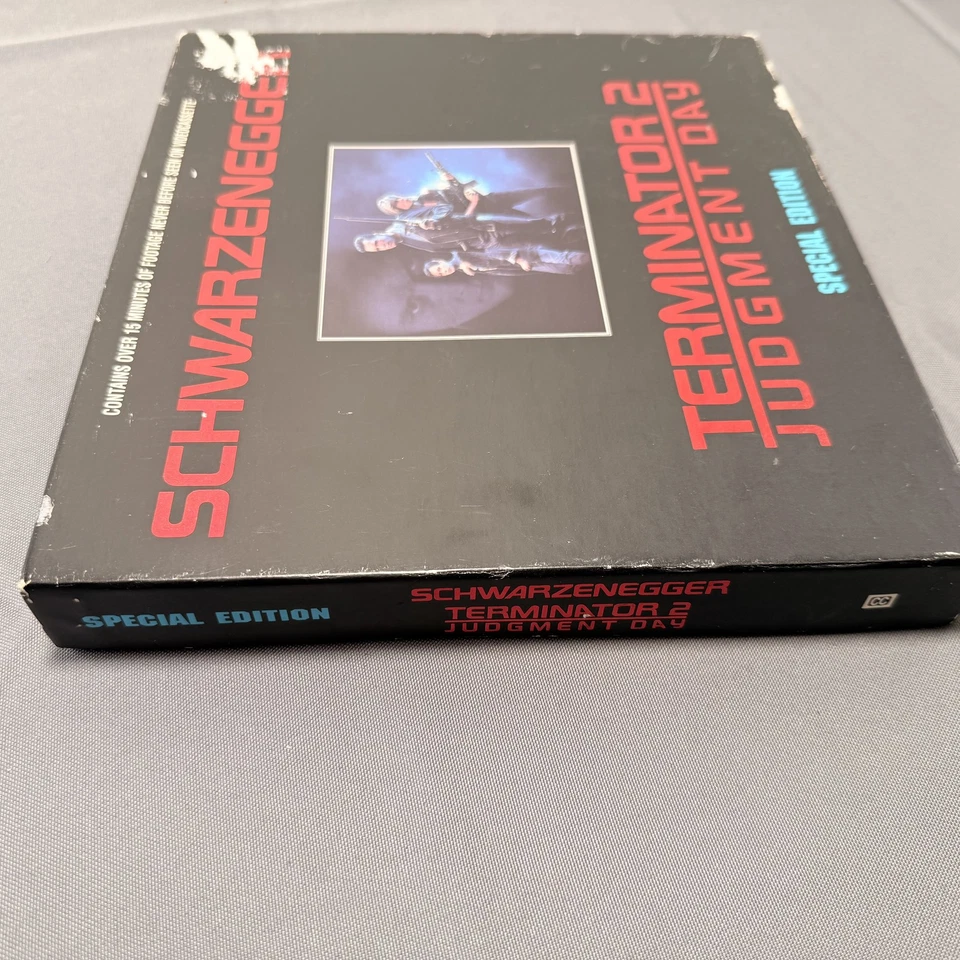 CONTAINS OVER 15 MINUTES OF FOOTAGE NEVER BEFORE SEEN ON VIDEOCASSETTE
SCHWARZENEGGER
TERMINATOR 2
JUDGMENT DAY
SPECIAL EDITION
SPECIAL EDITION
SCHWARZENEGGER
TERMINATOR 2
JUDGMENT DAY
CC